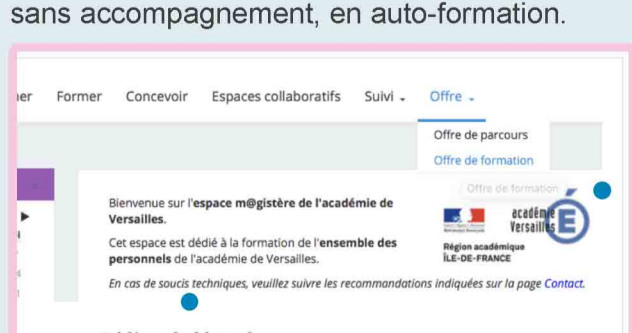 sans accompagnement, en auto-formation.
Former Concevoir Espaces collaboratifs Suivi Offre
Offre de parcours
Offre de formation
Offre de formation
Bienvenue sur l'espace m@gistère de l'académie de
Versailles.
Cet espace est dédié à la formation de l'ensemble des
personnels de l'académie de Versailles.
académie
Versailles
Région académique
ÎLE-DE-FRANCE
En cas de soucis techniques, veuillez suivre les recommandations indiquées sur la page Contact.